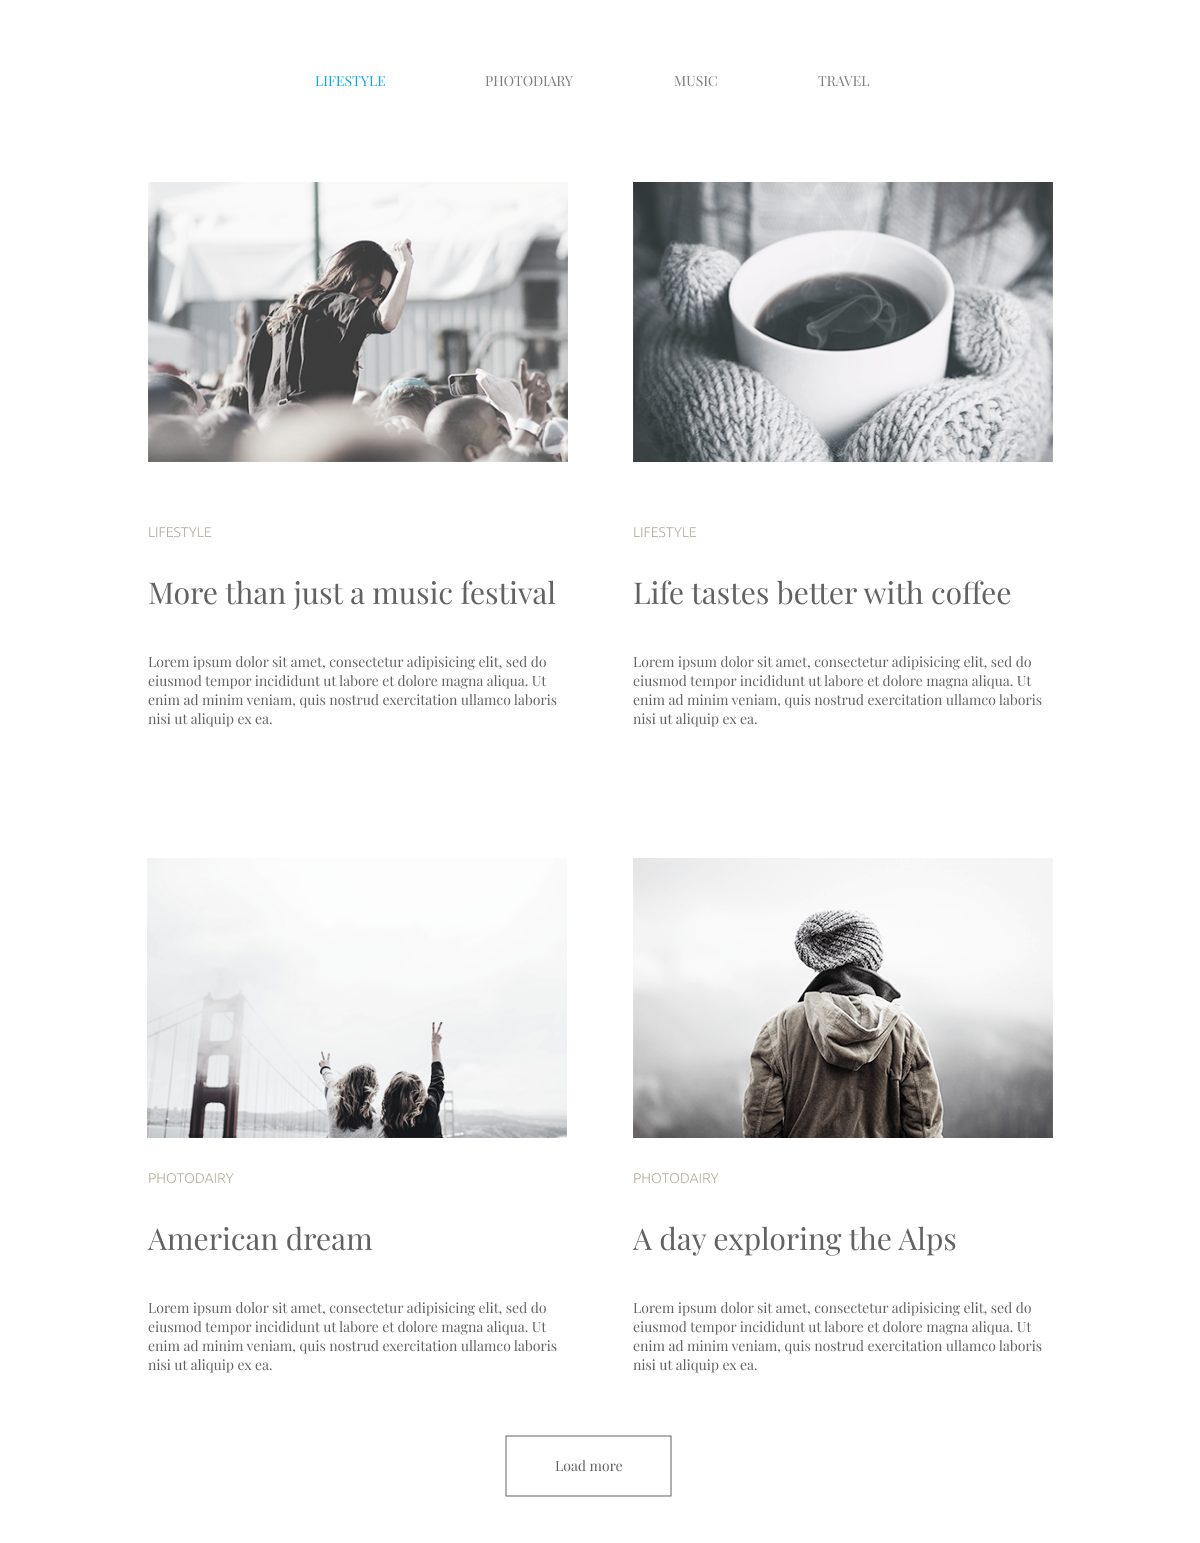 LIFESTYLE PHOTODIARY MUSIC TRAVEL
LIFESTYLE
More than just a music festival
Lorem ipsum dolor sit amet, consectetur adipisicing elit, sed do
eiusmod tempor incididunt ut labore et dolore magna aliqua. Ut
enim ad minim veniam, quis nostrud exercitation ullamco laboris
nisi ut aliquip ex ea.
LIFESTYLE
Life tastes better with coffee
Lorem ipsum dolor sit amet, consectetur adipisicing elit, sed do
eiusmod tempor incididunt ut labore et dolore magna aliqua. Ut
enim ad minim veniam, quis nostrud exercitation ullamco laboris
nisi ut aliquip ex ea.
PHOTODAIRY
American dream
Lorem ipsum dolor sit amet, consectetur adipisicing elit, sed do
eiusmod tempor incididunt ut labore et dolore magna aliqua. Ut
enim ad minim veniam, quis nostrud exercitation ullamco laboris
nisi ut aliquip ex ea.
PHOTODAIRY
A day exploring the Alps
Lorem ipsum dolor sit amet, consectetur adipisicing elit, sed do
eiusmod tempor incididunt ut labore et dolore magna aliqua. Ut
enim ad minim veniam, quis nostrud exercitation ullamco laboris
nisi ut aliquip ex ea.
Load more